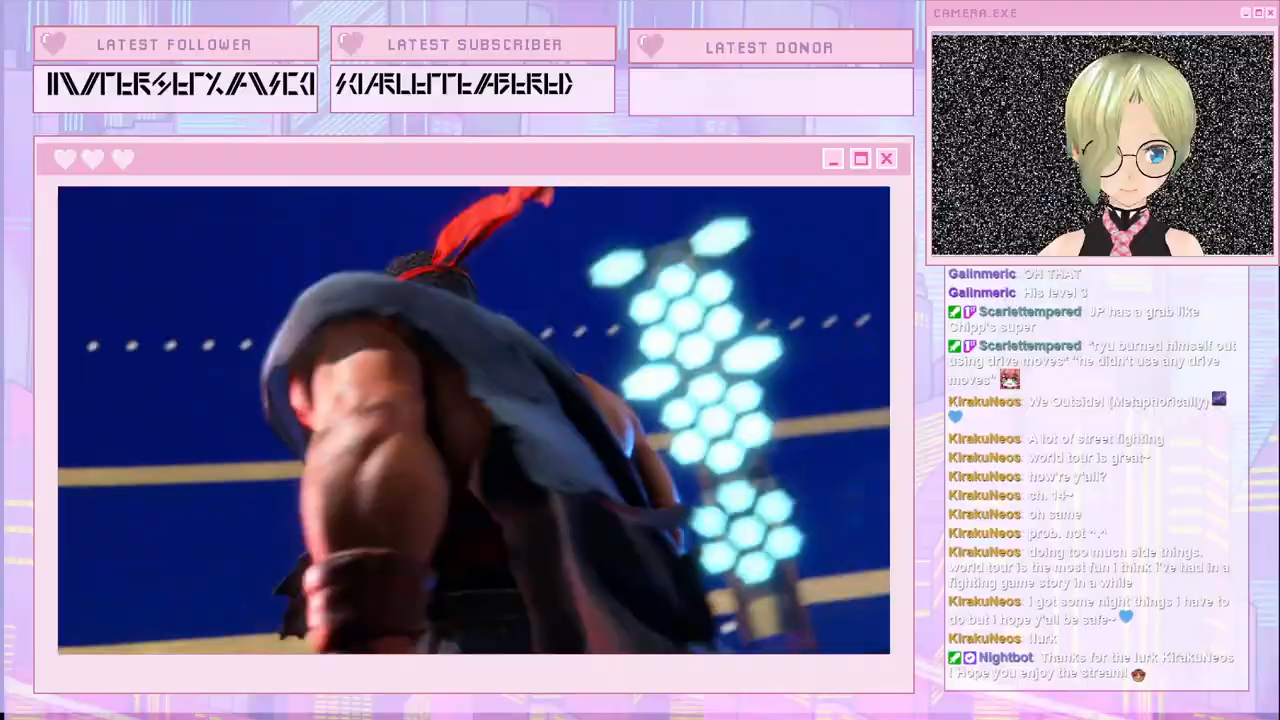 LATEST FOLLOWER
LATEST SUBSCRIBER
LATEST DONOR
SCARLETTEMPERED
CAMERA.EXE
Galinmeric OH THAT
Galinmeric His level 3
Scarlettempered JP has a grab like
Chipp's super
Scarlettempered "ryu burned himself out
using drive moves" "he didn't use any drive
moves"
KirakuNeos We Outside! (Metaphorically)
KirakuNeos A lot of street fighting
KirakuNeos world tour is great~
KirakuNeos how're y'all?
KirakuNeos ch. 14~
KirakuNeos oh same
KirakuNeos prob. not ^.^
KirakuNeos doing too much side things.
world tour is the most fun i think i've had in a
fighting game story in a while
KirakuNeos i got some night things i have to
do but i hope y'all be safe~
KirakuNeos !lurk
Nightbot Thanks for the lurk KirakuNeos
I hope you enjoy the stream!